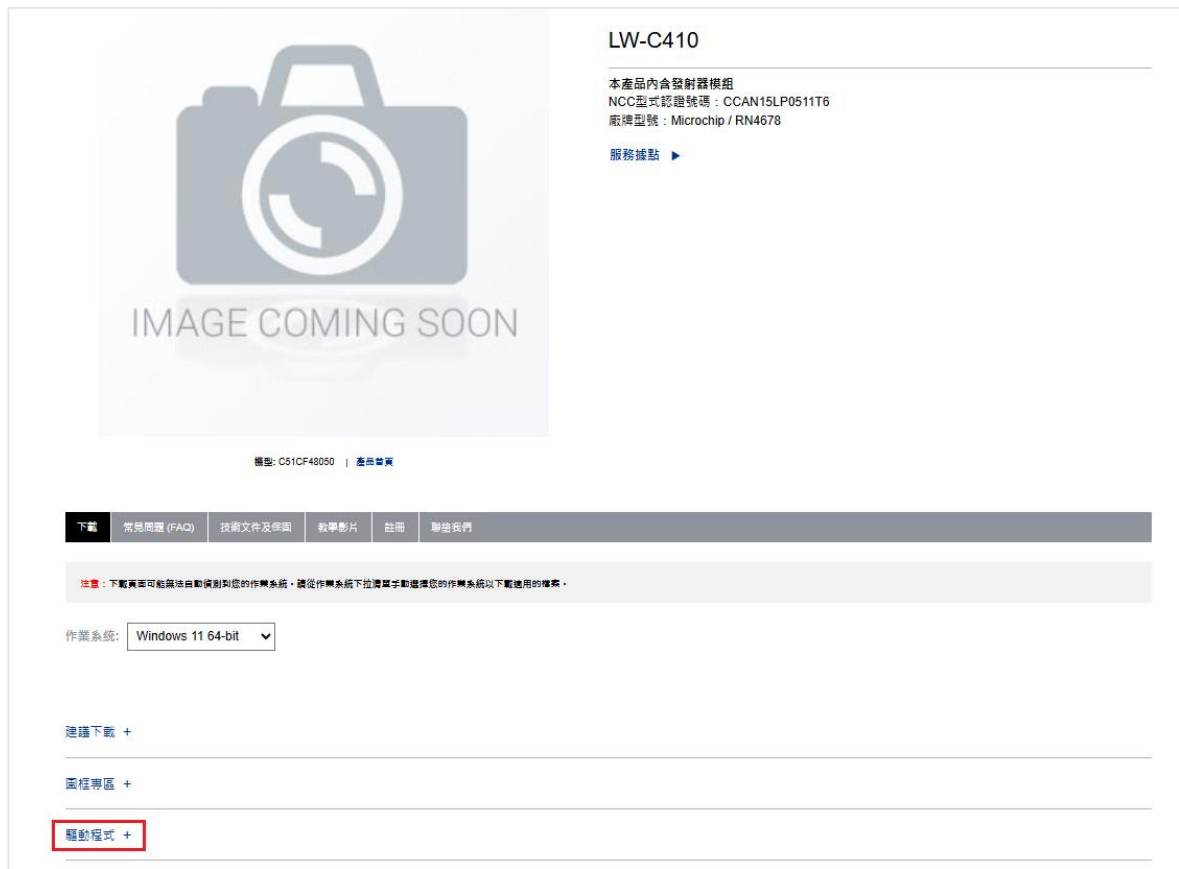 LW-C410
本產品內含發射器模組
NCC型式認證號碼：CCAN15LP0511T6
廠牌型號：Microchip / RN4678
服務據點 ▶
IMAGE COMING SOON
機型: C51CF48050 | 產品首頁
下載 常見問題 (FAQ) 技術文件及保固 教學影片 註冊 聯絡我們
注意：下載頁面可能無法自動偵測到您的作業系統，請從作業系統下拉清單手動選擇您的作業系統以下載適用的檔案。
作業系統: Windows 11 64-bit
建議下載 +
圖框專區 +
驅動程式 +